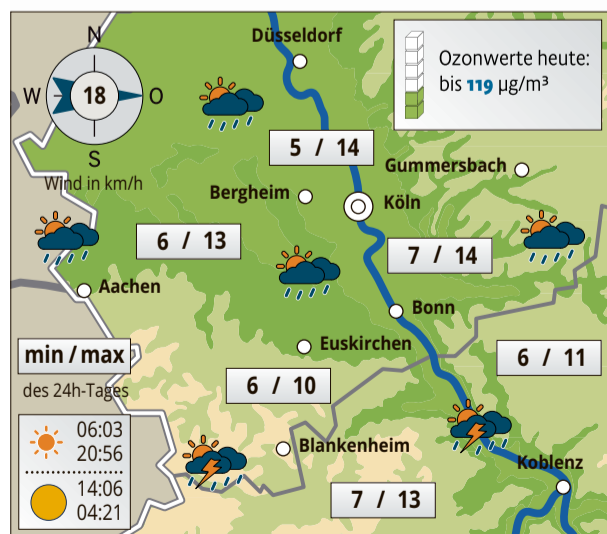 N
W 18 O
S
Wind in km/h
Düsseldorf
Ozonwerte heute:
bis 119 µg/m³
5 / 14
Gummersbach
Bergheim
Köln
6 / 13
7 / 14
Aachen
Bonn
Euskirchen
min / max
des 24h-Tages
6 / 11
6 / 10
06:03
20:56
14:06
04:21
Blankenheim
Koblenz
7 / 13